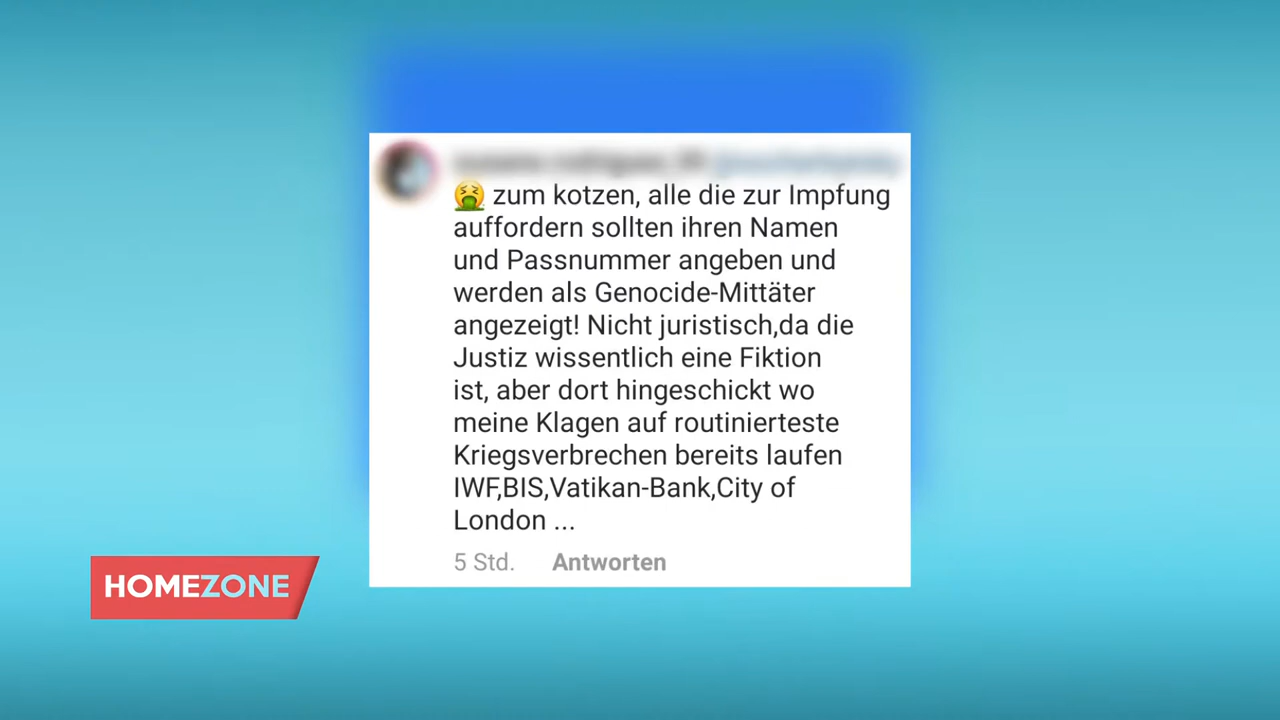 🤮 zum kotzen, alle die zur Impfung
auffordern sollten ihren Namen
und Passnummer angeben und
werden als Genocide-Mittäter
angezeigt! Nicht juristisch,da die
Justiz wissentlich eine Fiktion
ist, aber dort hingeschickt wo
meine Klagen auf routinierteste
Kriegsverbrechen bereits laufen
IWF,BIS,Vatikan-Bank,City of
London ...
5 Std. Antworten
HOMEZONE